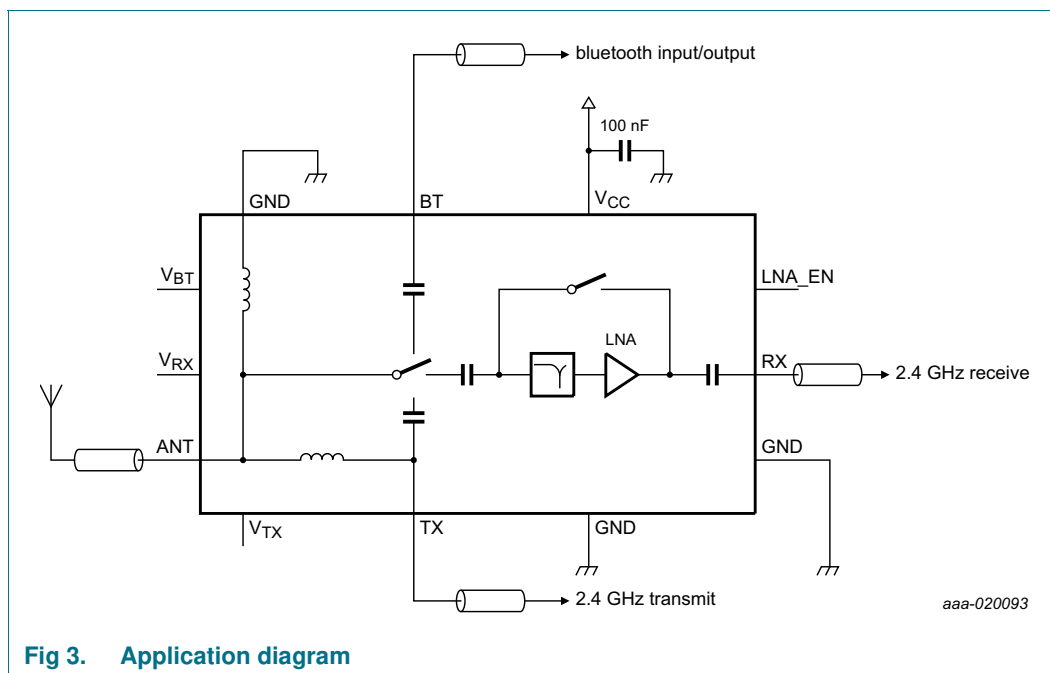 bluetooth input/output
100 nF
GND
BT
VCC
VBT
LNA_EN
LNA
VRX
RX
2.4 GHz receive
ANT
GND
VTX
TX
GND
2.4 GHz transmit
aaa-020093
Fig 3. Application diagram